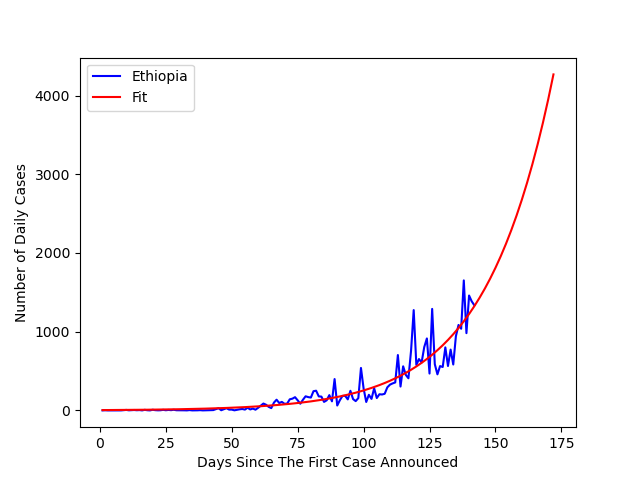 Ethiopia
Fit
Number of Daily Cases
4000
3000
2000
1000
0
0 25 50 75 100 125 150 175
Days Since The First Case Announced